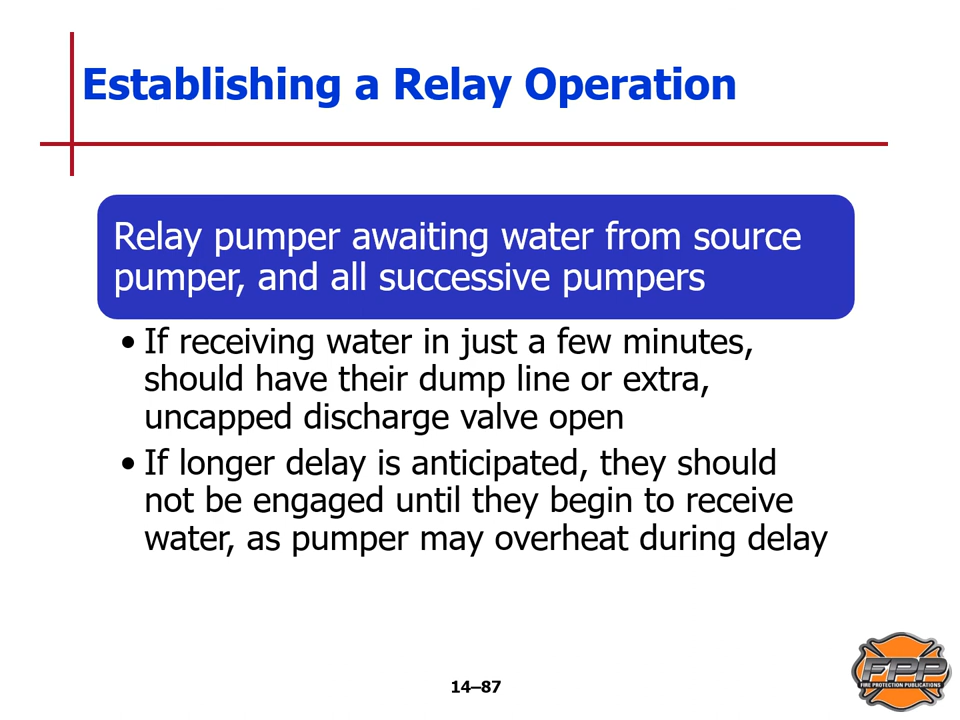 Establishing a Relay Operation
Relay pumper awaiting water from source
pumper, and all successive pumpers
• If receiving water in just a few minutes,
should have their dump line or extra,
uncapped discharge valve open
• If longer delay is anticipated, they should
not be engaged until they begin to receive
water, as pumper may overheat during delay
14–87
FPP
FIRE PROTECTION PUBLICATIONS